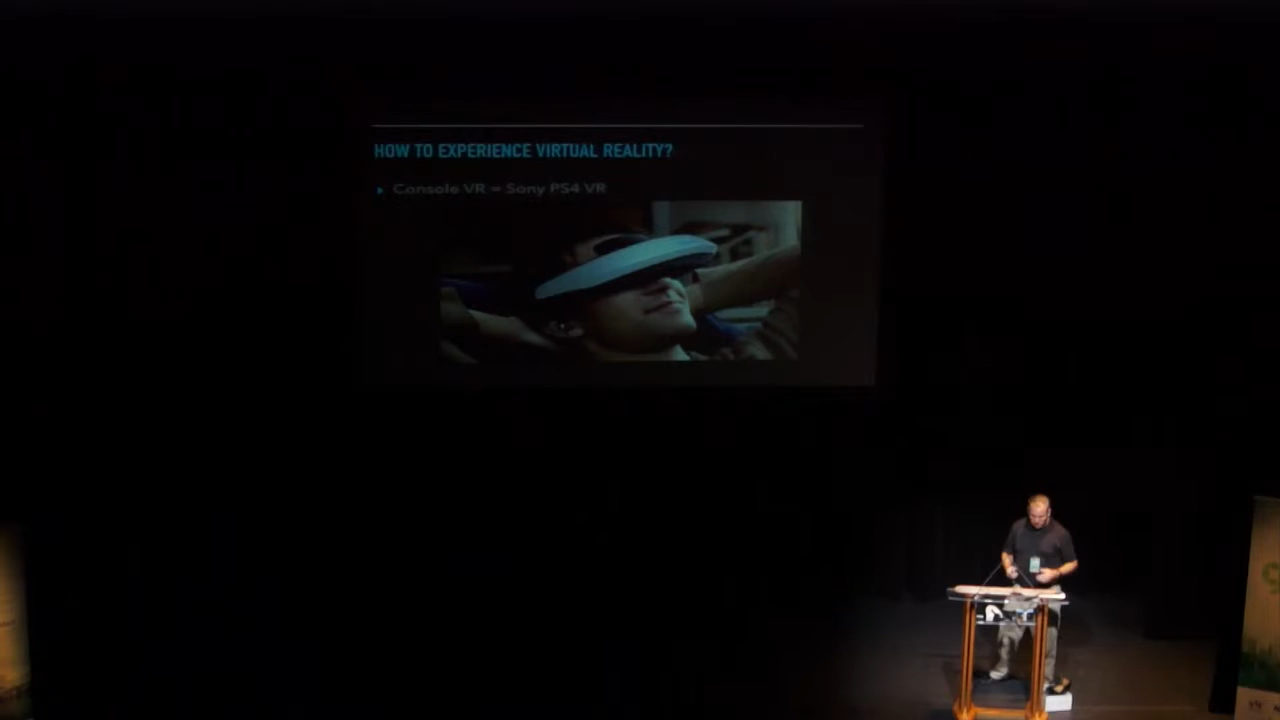 HOW TO EXPERIENCE VIRTUAL REALITY?
Console VR = Sony PS4 VR